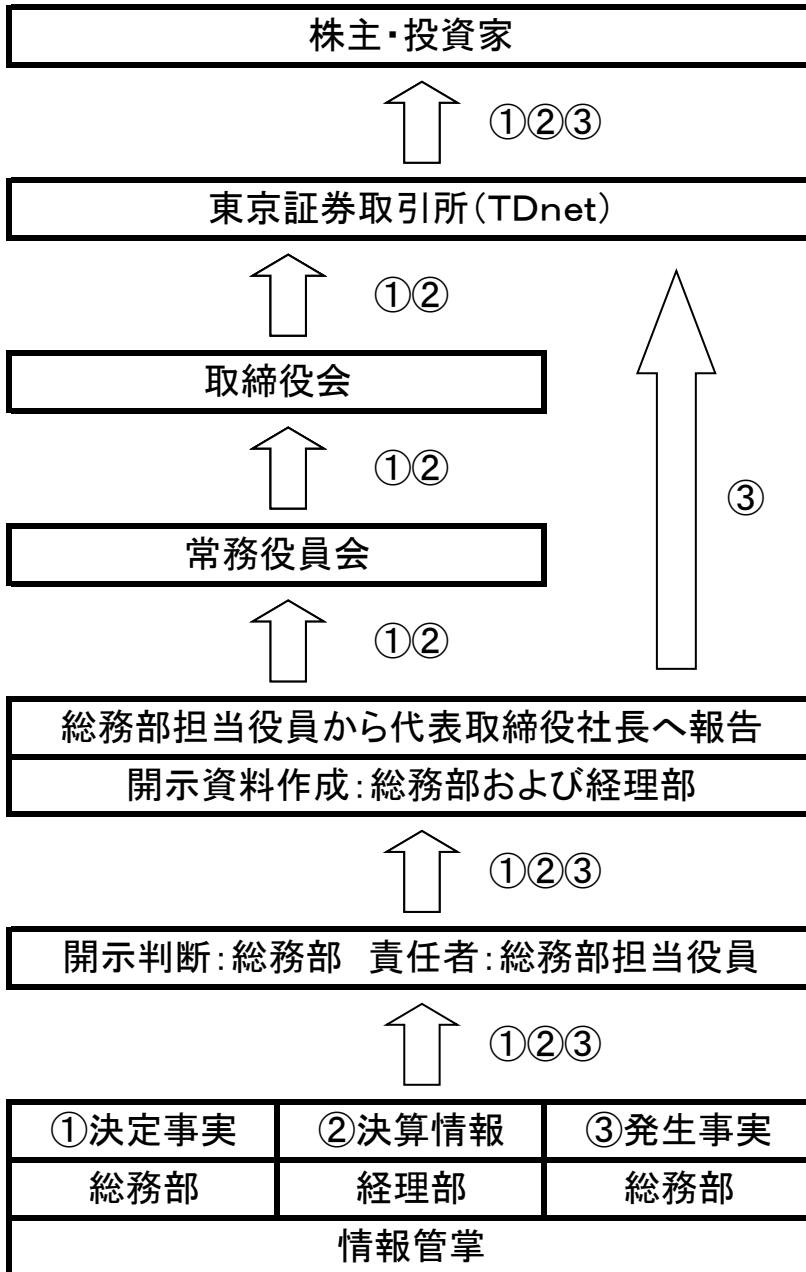 株主・投資家
①②③
東京証券取引所(TDnet)
①②
取締役会
①②
③
常務役員会
①②
総務部担当役員から代表取締役社長へ報告
開示資料作成:総務部および経理部
①②③
開示判断:総務部 責任者:総務部担当役員
①②③
①決定事実 ②決算情報 ③発生事実
総務部 経理部 総務部
情報管掌